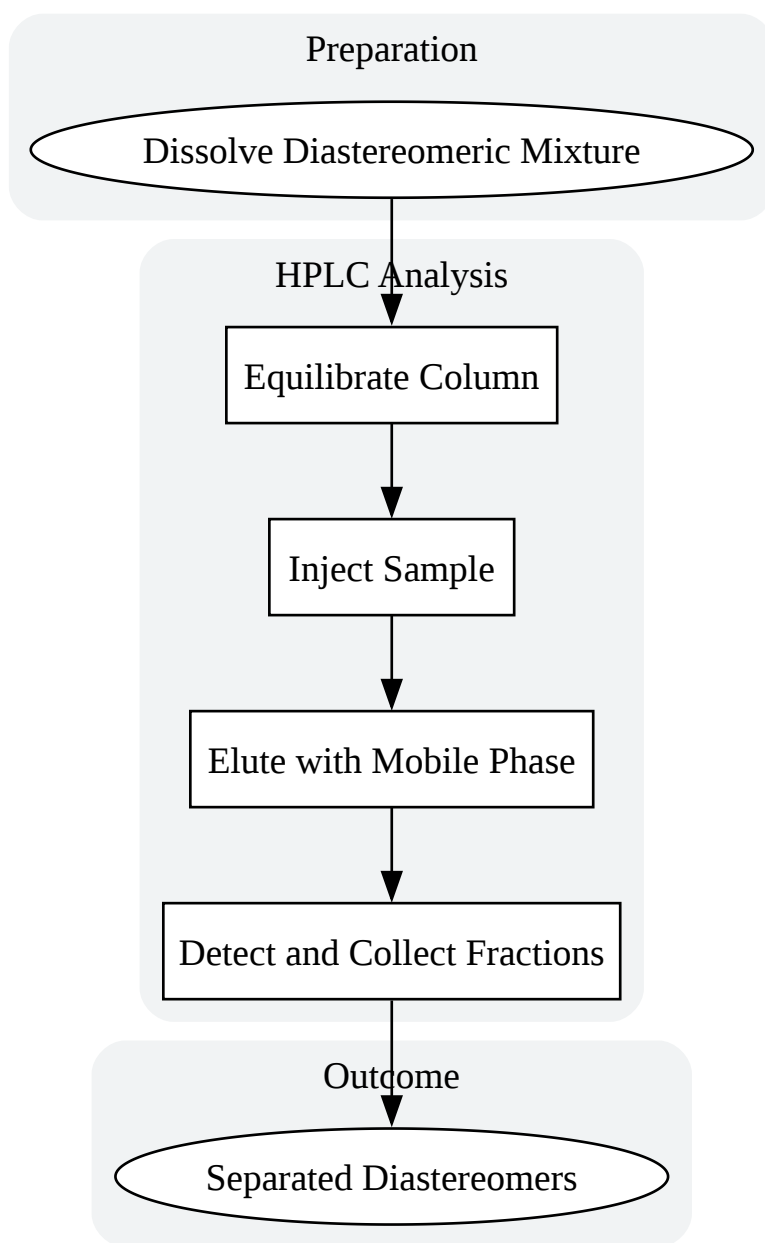 Preparation
Dissolve Diastereomeric Mixture
HPLC Analysis
Equilibrate Column
Inject Sample
Elute with Mobile Phase
Detect and Collect Fractions
Outcome
Separated Diastereomers